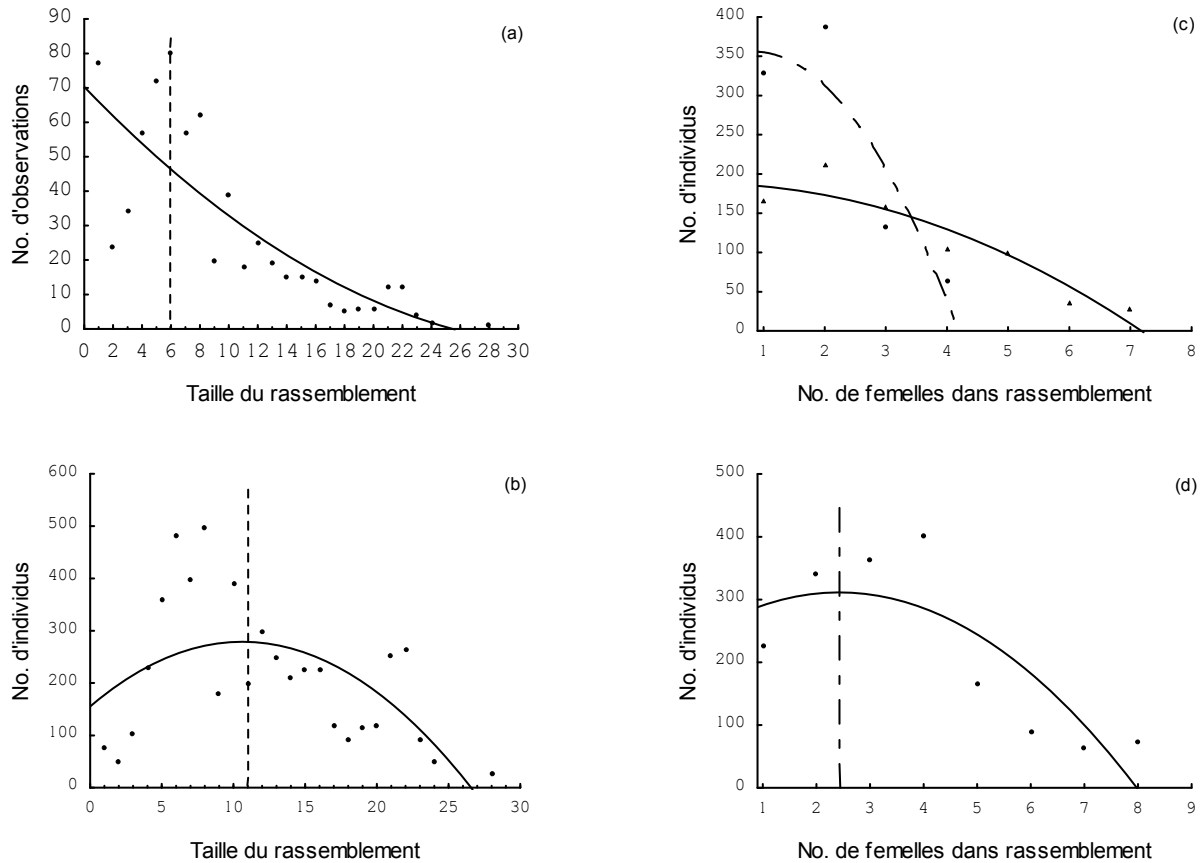 (a)
No. d'observations
90
80
70
60
50
40
30
20
10
0
0 2 4 6 8 10 12 14 16 18 20 22 24 26 28 30
Taille du rassemblement
(c)
No. d'individus
400
350
300
250
200
150
100
50
0
1 2 3 4 5 6 7 8
No. de femelles dans rassemblement
(b)
No. d'individus
600
500
400
300
200
100
0
0 5 10 15 20 25 30
Taille du rassemblement
(d)
No. d'individus
500
400
300
200
100
0
1 2 3 4 5 6 7 8 9
No. de femelles dans rassemblement